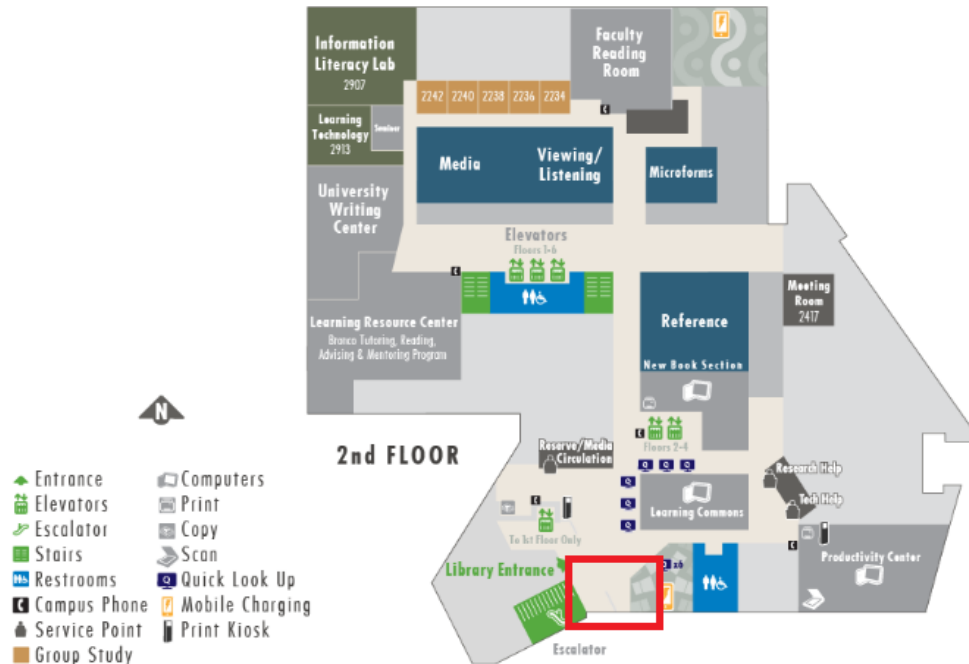 Information
Literacy Lab
2907
Faculty
Reading
Room
2242 2240 2238 2236 2234
Learning
Technology
2913
Seminar
Media
Viewing/
Listening
Microforms
University
Writing
Center
Elevators
Floors 1-6
Meeting
Room
2417
Reference
New Book Section
Learning Resource Center
Bronco Tutoring, Reading,
Advising & Mentoring Program
N
2nd FLOOR
Floors 2-4
Reserve/Media
Circulation
Research Help
Tech Help
Learning Commons
To 1st Floor Only
Library Entrance
Q x6
Productivity Center
Escalator
Entrance
Elevators
Escalator
Stairs
Restrooms
Campus Phone
Service Point
Group Study
Computers
Print
Copy
Scan
Quick Look Up
Mobile Charging
Print Kiosk